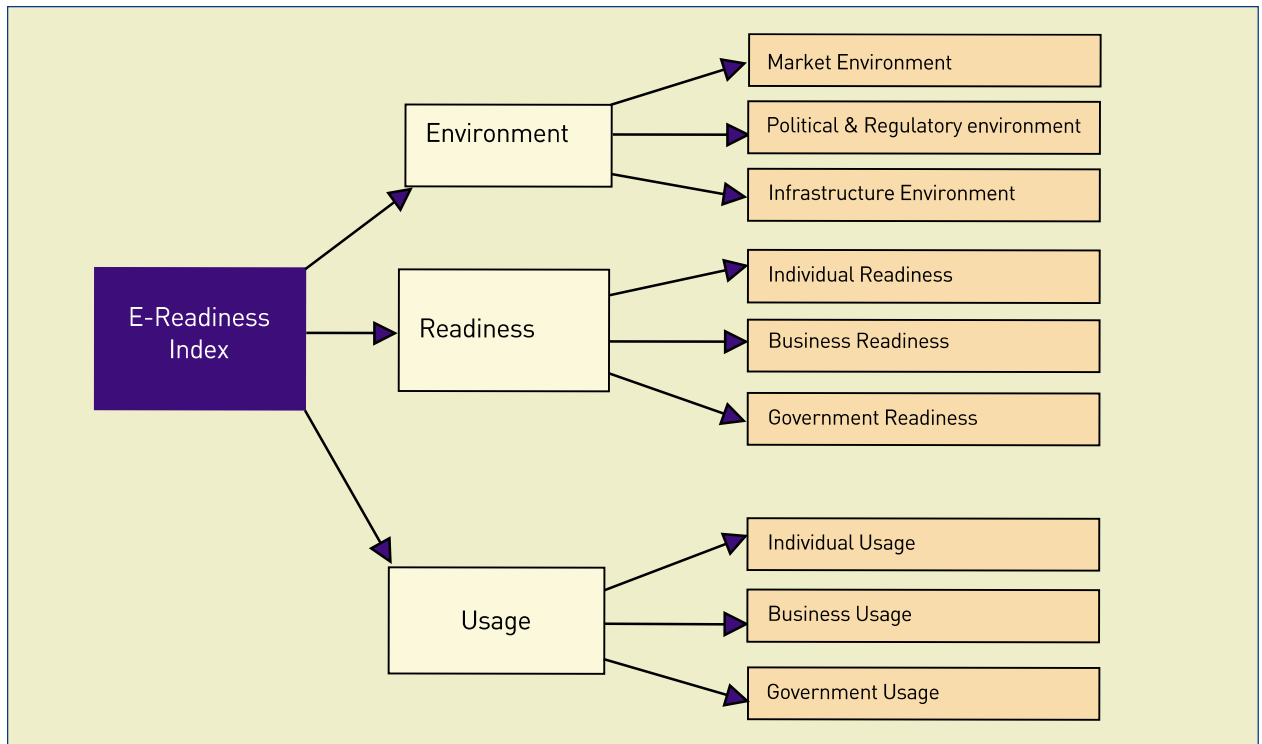 E-Readiness
Index
Environment
Market Environment
Political & Regulatory environment
Infrastructure Environment
Readiness
Individual Readiness
Business Readiness
Government Readiness
Usage
Individual Usage
Business Usage
Government Usage